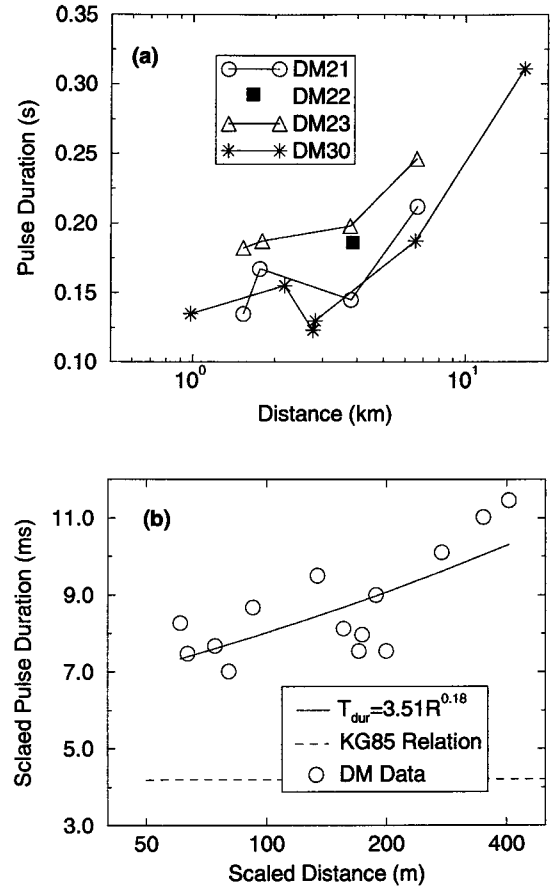 0.35
(a)
DM21
0.30
DM22
DM23
0.25
DM30
Pulse Duration (s)
0.20
0.15
0.10
10⁰
10¹
Distance (km)
(b)
11.0
Sclaed Pulse Duration (ms)
9.0
7.0
T_dur=3.51R^0.18
KG85 Relation
5.0
DM Data
3.0
50
100
200
400
Scaled Distance (m)